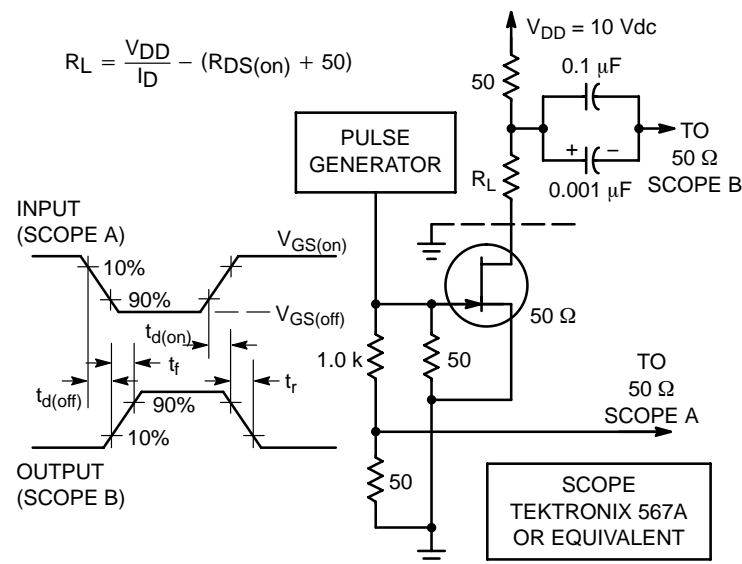 R_L = V_DD / I_D − (R_DS(on) + 50)
V_DD = 10 Vdc
50
0.1 μF
TO
50 Ω
SCOPE B
+ −
0.001 μF
R_L
PULSE
GENERATOR
INPUT
(SCOPE A)
V_GS(on)
10%
90%
V_GS(off)
t_d(on)
t_f
t_r
t_d(off)
90%
10%
OUTPUT
(SCOPE B)
50 Ω
1.0 k
50
TO
50 Ω
SCOPE A
50
SCOPE
TEKTRONIX 567A
OR EQUIVALENT